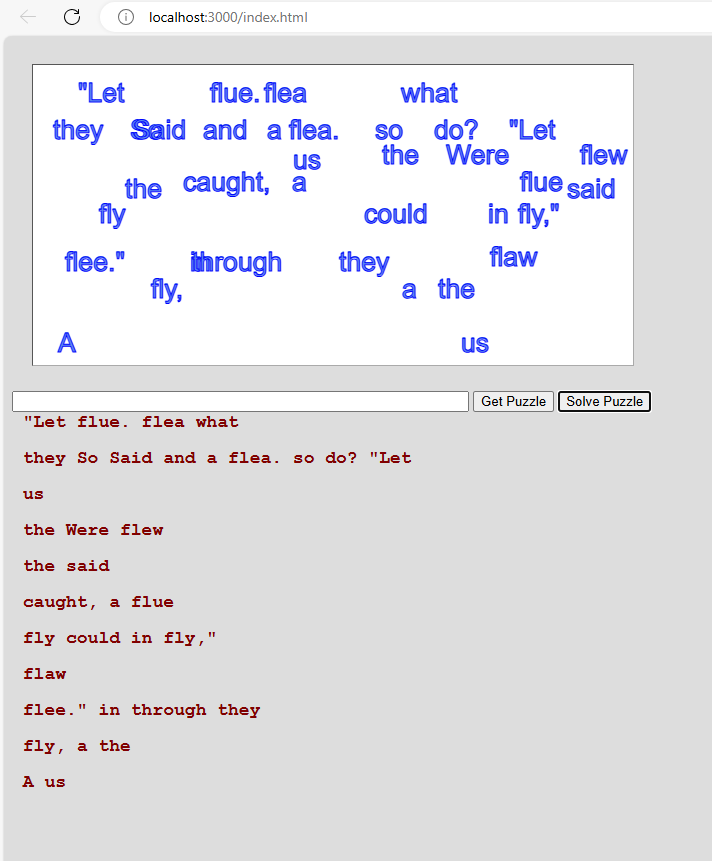 localhost:3000/index.html
"Let flue. flea what
they So Said and a flea. so do? "Let
us the Were flew
the caught, a flue said
fly could in fly,"
flee." in through they flaw
fly, a the
A us
Get Puzzle Solve Puzzle
"Let flue. flea what
they So Said and a flea. so do? "Let
us
the Were flew
the said
caught, a flue
fly could in fly,"
flaw
flee." in through they
fly, a the
A us